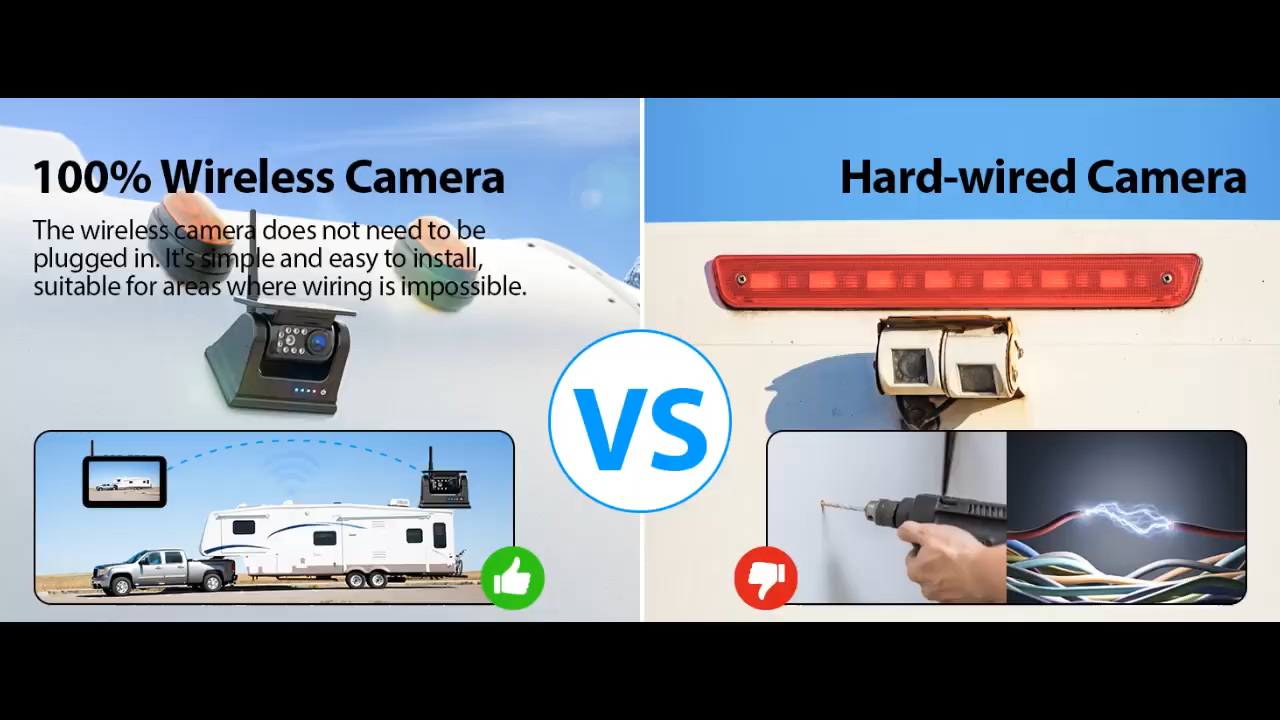 100% Wireless Camera
The wireless camera does not need to be
plugged in. It's simple and easy to install,
suitable for areas where wiring is impossible.
VS
Hard-wired Camera